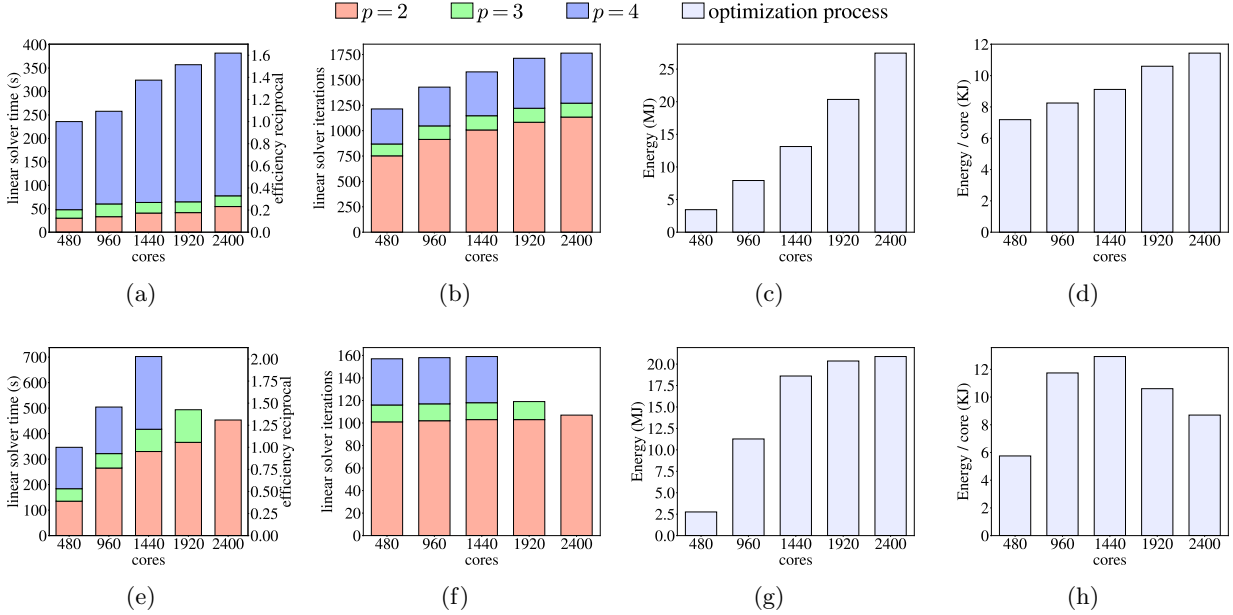 p = 2 p = 3 p = 4 optimization process
400
350
300
250
200
150
100
50
0
linear solver time (s)
1.6
1.4
1.2
1.0
0.8
0.6
0.4
0.2
0.0
efficiency reciprocal
480 960 1440 1920 2400
cores
(a)
1750
1500
1250
1000
750
500
250
0
linear solver iterations
480 960 1440 1920 2400
cores
(b)
25
20
15
10
5
0
Energy (MJ)
480 960 1440 1920 2400
cores
(c)
12
10
8
6
4
2
0
Energy / core (KJ)
480 960 1440 1920 2400
cores
(d)
700
600
500
400
300
200
100
0
linear solver time (s)
2.00
1.75
1.50
1.25
1.00
0.75
0.50
0.25
0.00
efficiency reciprocal
480 960 1440 1920 2400
cores
(e)
160
140
120
100
80
60
40
20
0
linear solver iterations
480 960 1440 1920 2400
cores
(f)
20.0
17.5
15.0
12.5
10.0
7.5
5.0
2.5
0.0
Energy (MJ)
480 960 1440 1920 2400
cores
(g)
12
10
8
6
4
2
0
Energy / core (KJ)
480 960 1440 1920 2400
cores
(h)